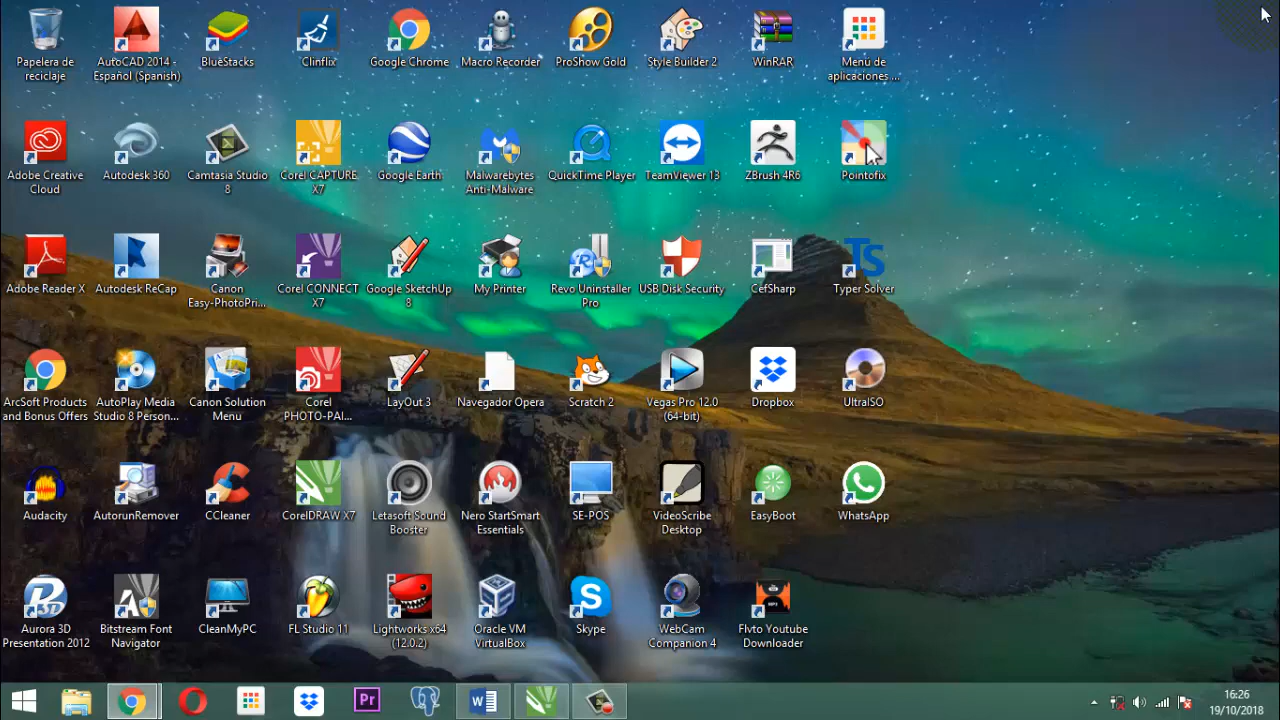 Papelera de
reciclaje
AutoCAD 2014 -
Español (Spanish)
BlueStacks
Clinflix
Google Chrome
Macro Recorder
ProShow Gold
Style Builder 2
WinRAR
Menú de
aplicaciones ...
Adobe Creative
Cloud
Autodesk 360
Camtasia Studio
8
Corel CAPTURE
X7
Google Earth
Malwarebytes
Anti-Malware
QuickTime Player
TeamViewer 13
ZBrush 4R6
Pointofix
Adobe Reader X
Autodesk ReCap
Canon
Easy-PhotoPri...
Corel CONNECT
X7
Google SketchUp
8
My Printer
Revo Uninstaller
Pro
USB Disk Security
CefSharp
Ts
Typer Solver
ArcSoft Products
and Bonus Offers
AutoPlay Media
Studio 8 Person...
Canon Solution
Menu
Corel
PHOTO-PAI...
LayOut 3
Navegador Opera
Scratch 2
Vegas Pro 12.0
(64-bit)
Dropbox
UltraISO
Audacity
AutorunRemover
CCleaner
CorelDRAW X7
Letasoft Sound
Booster
Nero StartSmart
Essentials
SE-POS
VideoScribe
Desktop
EasyBoot
WhatsApp
Aurora 3D
Presentation 2012
Bitstream Font
Navigator
CleanMyPC
FL Studio 11
Lightworks x64
(12.0.2)
Oracle VM
VirtualBox
Skype
WebCam
Companion 4
Flvto Youtube
Downloader
Pr
16:26
19/10/2018